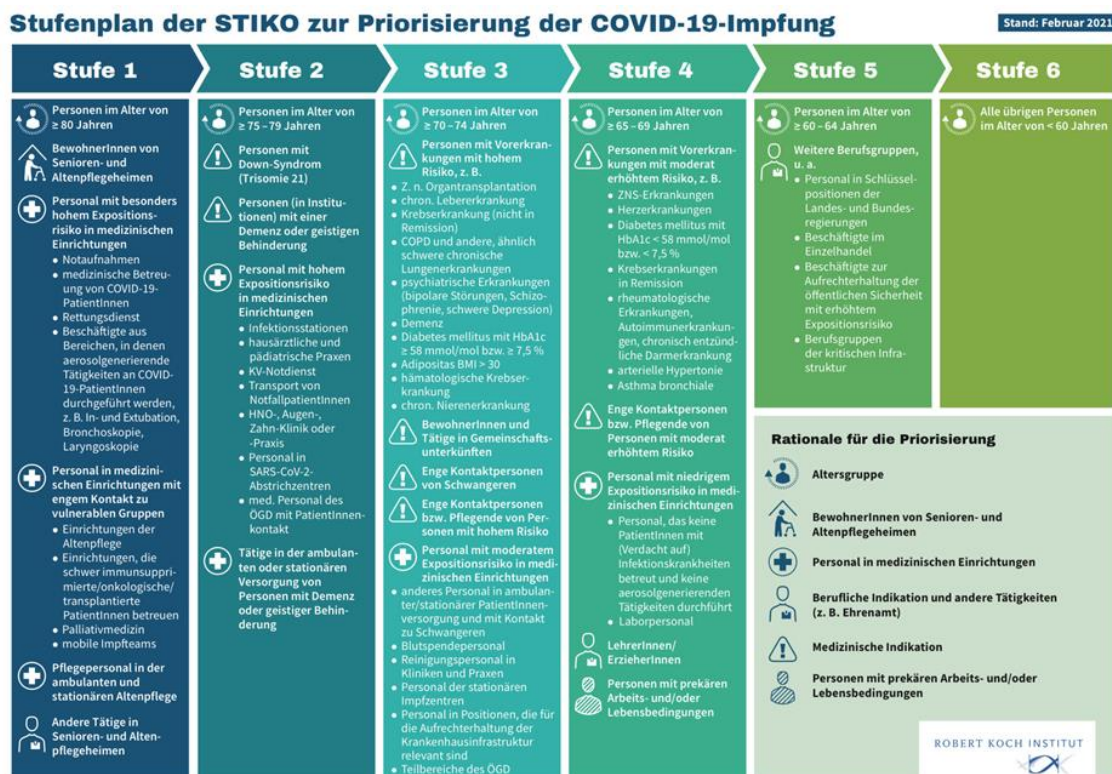 Stufenplan der STIKO zur Priorisierung der COVID-19-Impfung
Stand: Februar 2021
Stufe 1
Personen im Alter von
≥ 80 Jahren
BewohnerInnen von
Senioren- und
Altenpflegeheimen
Personal mit besonders
hohem Expositions-
risiko in medizinischen
Einrichtungen
• Notaufnahmen
• medizinische Betreu-
ung von COVID-19-
PatientInnen
• Rettungsdienst
• Beschäftigte aus
Bereichen, in denen
aerosolgenerierende
Tätigkeiten an COVID-
19-PatientInnen
durchgeführt werden,
z. B. In- und Extubation,
Bronchoskopie,
Laryngoskopie
Personal in medizini-
schen Einrichtungen mit
engem Kontakt zu
vulnerablen Gruppen
• Einrichtungen der
Altenpflege
• Einrichtungen, die
schwer immunsuppri-
mierte/onkologische/
transplantierte
PatientInnen betreuen
• Palliativmedizin
• mobile Impfteams
Pflegepersonal in der
ambulanten und
stationären Altenpflege
Andere Tätige in
Senioren- und Alten-
pflegeheimen
Stufe 2
Personen im Alter von
≥ 75 – 79 Jahren
Personen mit
Down-Syndrom
(Trisomie 21)
Personen (in Institu-
tionen) mit einer
Demenz oder geistigen
Behinderung
Personal mit hohem
Expositionsrisiko
in medizinischen
Einrichtungen
• Infektionsstationen
• hausärztliche und
pädiatrische Praxen
• KV-Notdienst
• Transport von
NotfallpatientInnen
• HNO-, Augen-,
Zahn-Klinik oder
-Praxis
• Personal in
SARS-CoV-2-
Abstrichzentren
• med. Personal des
ÖGD mit PatientInnen-
kontakt
Tätige in der ambulan-
ten oder stationären
Versorgung von
Personen mit Demenz
oder geistiger Behin-
derung
Stufe 3
Personen im Alter von
≥ 70 – 74 Jahren
Personen mit Vorerkran-
kungen mit hohem
Risiko, z. B.
• Z. n. Organtransplantation
• chron. Lebererkrankung
• Krebserkrankung (nicht in
Remission)
• COPD und andere, ähnlich
schwere chronische
Lungenerkrankungen
• psychiatrische Erkrankungen
(bipolare Störungen, Schizo-
phrenie, schwere Depression)
• Demenz
• Diabetes mellitus mit HbA1c
≥ 58 mmol/mol bzw. ≥ 7,5 %
• Adipositas BMI > 30
• hämatologische Krebser-
krankung
• chron. Nierenerkrankung
BewohnerInnen und
Tätige in Gemeinschafts-
unterkünften
Enge Kontaktpersonen
von Schwangeren
Enge Kontaktpersonen
bzw. Pflegende von Per-
sonen mit hohem Risiko
Personal mit moderatem
Expositionsrisiko in medi-
zinischen Einrichtungen
• anderes Personal in ambulan-
ter/stationärer PatientInnen-
versorgung und mit Kontakt
zu Schwangeren
• Blutspendepersonal
• Reinigungspersonal in
Kliniken und Praxen
• Personal der stationären
Impfzentren
• Personal in Positionen, die für
die Aufrechterhaltung der
Krankenhausinfrastruktur
relevant sind
• Teilbereiche des ÖGD
Stufe 4
Personen im Alter von
≥ 65 – 69 Jahren
Personen mit Vorerkran-
kungen mit moderat
erhöhtem Risiko, z. B.
• ZNS-Erkrankungen
• Herzerkrankungen
• Diabetes mellitus mit
HbA1c < 58 mmol/mol
bzw. < 7,5 %
• Krebserkrankungen
in Remission
• rheumatologische
Erkrankungen,
Autoimmunerkrankun-
gen, chronisch entzünd-
liche Darmerkrankung
• arterielle Hypertonie
• Asthma bronchiale
Enge Kontaktpersonen
bzw. Pflegende von
Personen mit moderat
erhöhtem Risiko
Personal mit niedrigem
Expositionsrisiko in medi-
zinischen Einrichtungen
• Personal, das keine
PatientInnen mit
(Verdacht auf)
Infektionskrankheiten
betreut und keine
aerosolgenerierenden
Tätigkeiten durchführt
• Laborpersonal
LehrerInnen/
ErzieherInnen
Personen mit prekären
Arbeits- und/oder
Lebensbedingungen
Stufe 5
Personen im Alter von
≥ 60 – 64 Jahren
Weitere Berufsgruppen,
u. a.
• Personal in Schlüssel-
positionen der
Landes- und Bundes-
regierungen
• Beschäftigte im
Einzelhandel
• Beschäftigte zur
Aufrechterhaltung der
öffentlichen Sicherheit
mit erhöhtem
Expositionsrisiko
• Berufsgruppen
der kritischen Infra-
struktur
Stufe 6
Alle übrigen Personen
im Alter von < 60 Jahren
Rationale für die Priorisierung
Altersgruppe
BewohnerInnen von Senioren- und
Altenpflegeheimen
Personal in medizinischen Einrichtungen
Berufliche Indikation und andere Tätigkeiten
(z. B. Ehrenamt)
Medizinische Indikation
Personen mit prekären Arbeits- und/oder
Lebensbedingungen
ROBERT KOCH INSTITUT